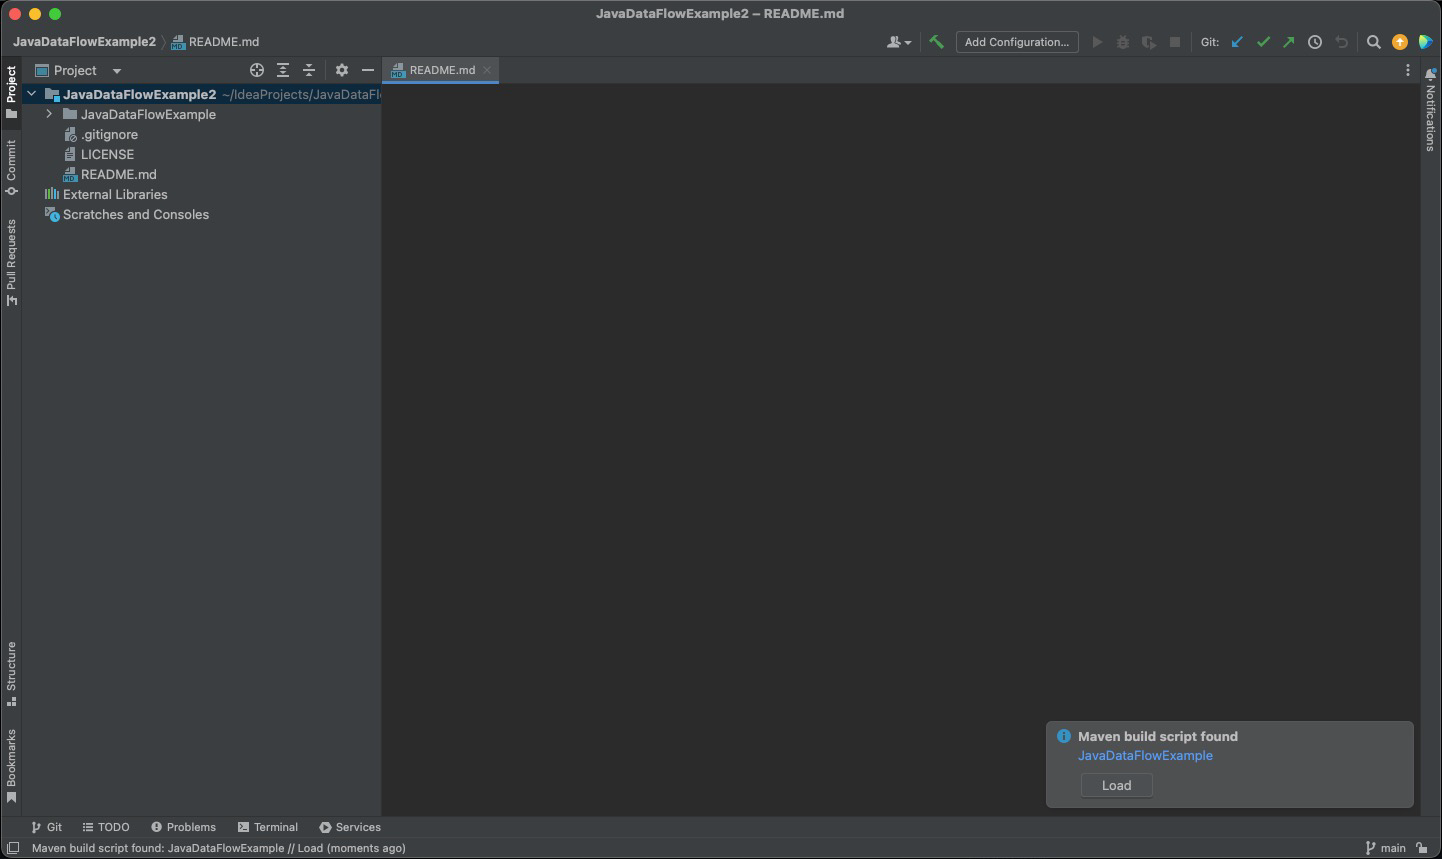 JavaDataFlowExample2 – README.md
JavaDataFlowExample2
README.md
Add Configuration...
Git:
Project
README.md
Project
Commit
Pull Requests
Structure
Bookmarks
Notifications
JavaDataFlowExample2 ~/IdeaProjects/JavaDataFl
JavaDataFlowExample
.gitignore
LICENSE
README.md
External Libraries
Scratches and Consoles
Maven build script found
JavaDataFlowExample
Load
Git
TODO
Problems
Terminal
Services
Maven build script found: JavaDataFlowExample // Load (moments ago)
main